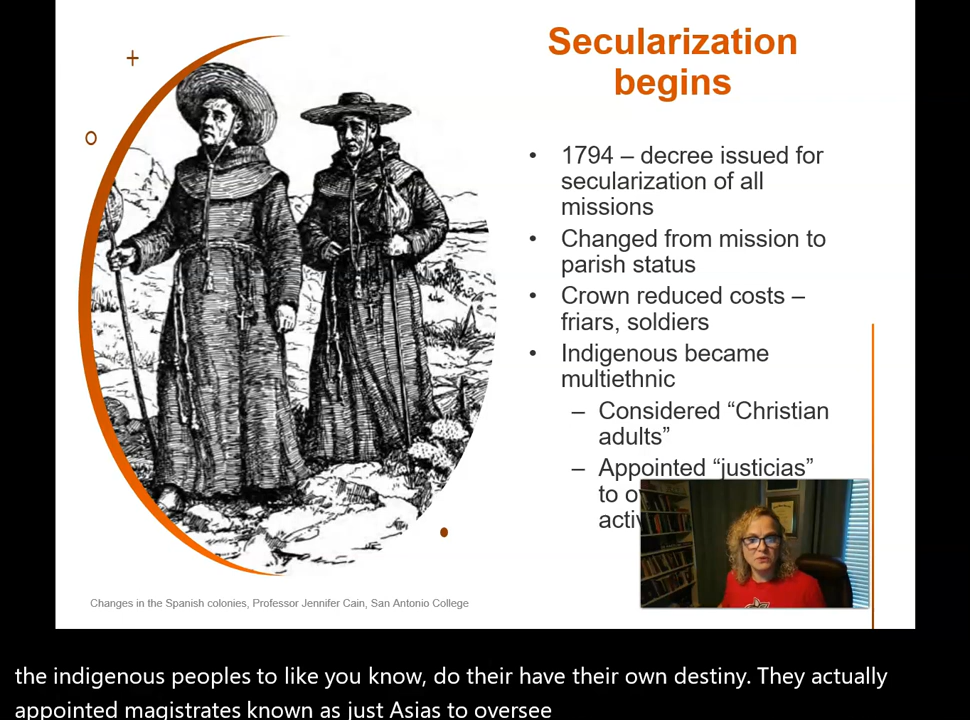 Secularization
begins
• 1794 – decree issued for
secularization of all
missions
• Changed from mission to
parish status
• Crown reduced costs –
friars, soldiers
• Indigenous became
multiethnic
– Considered “Christian
adults”
– Appointed “justicias”
to
Changes in the Spanish colonies, Professor Jennifer Cain, San Antonio College
the indigenous peoples to like you know, do their have their own destiny. They actually
appointed magistrates known as just Asias to oversee